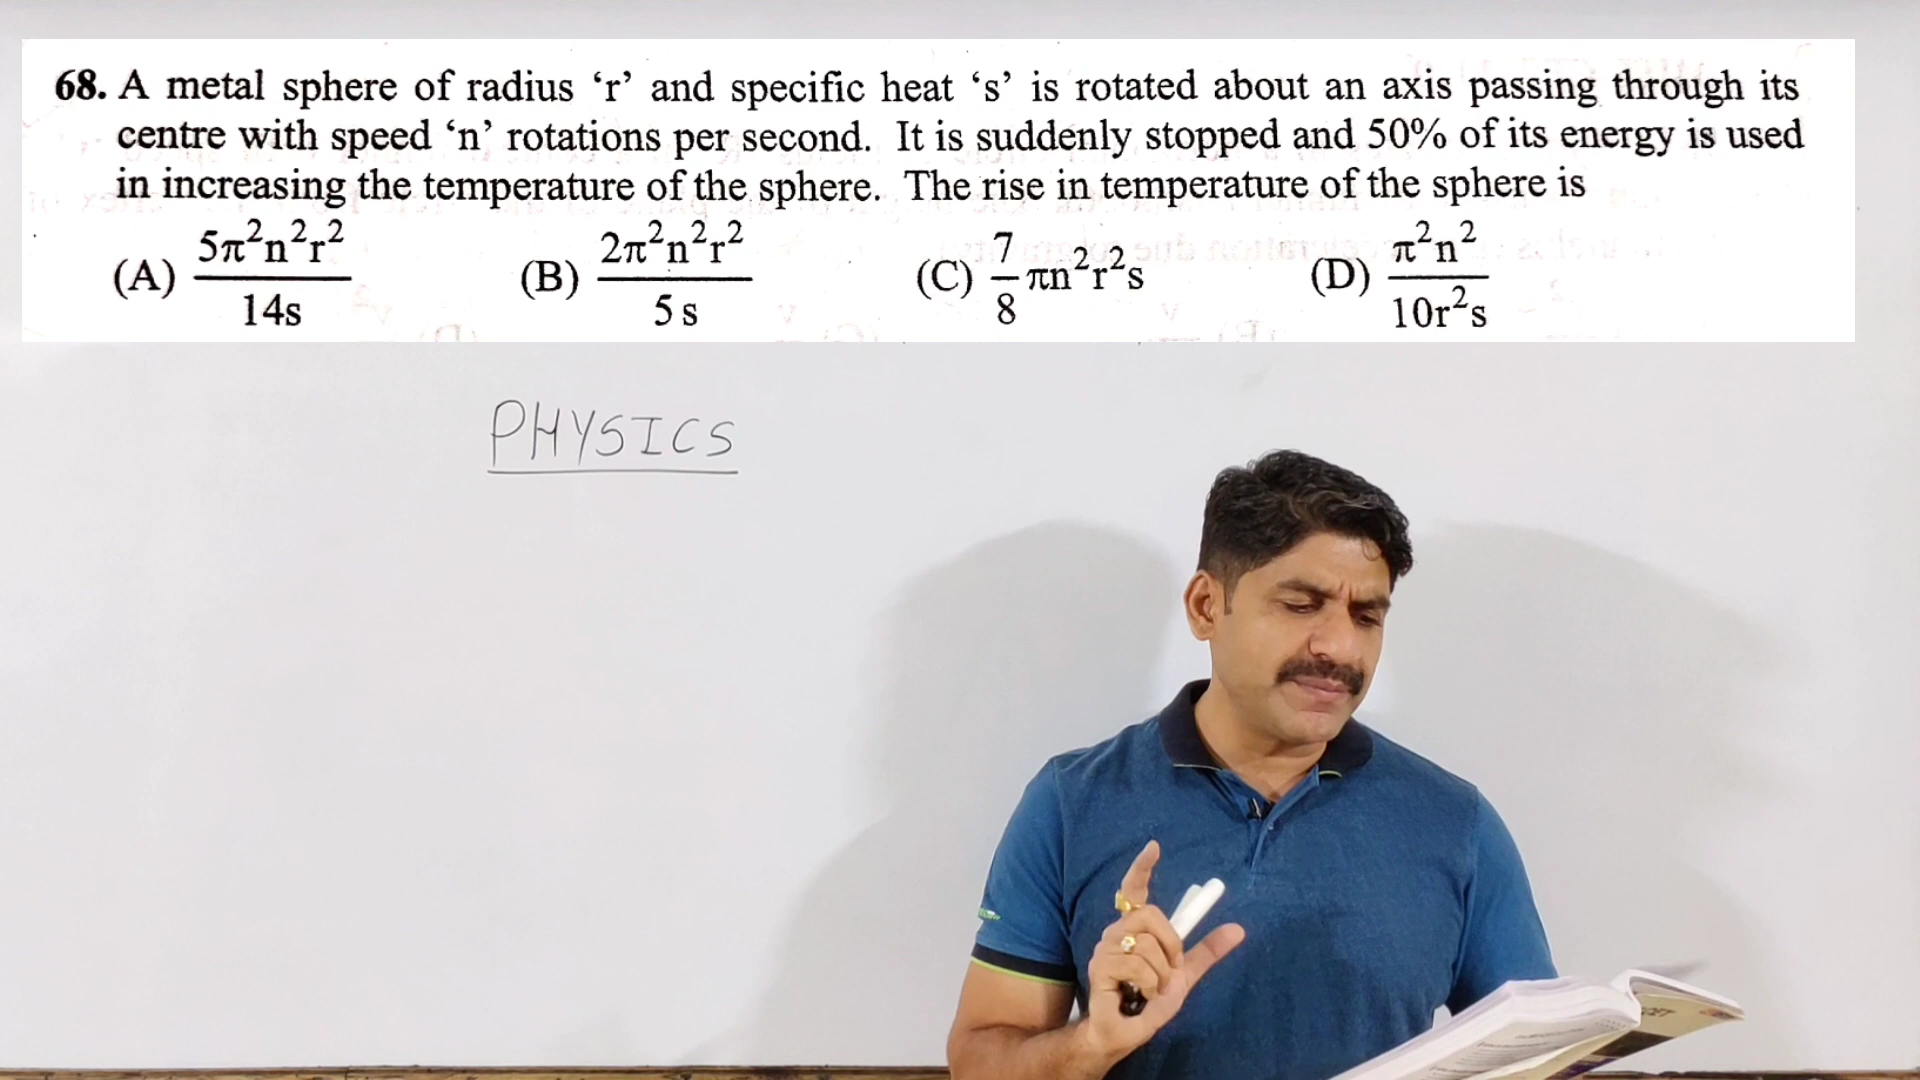 68. A metal sphere of radius ‘r’ and specific heat ‘s’ is rotated about an axis passing through its
centre with speed ‘n’ rotations per second. It is suddenly stopped and 50% of its energy is used
in increasing the temperature of the sphere. The rise in temperature of the sphere is
(A) 5π²n²r²/14s (B) 2π²n²r²/5 s (C) 7/8 πn²r²s (D) π²n²/10r²s
PHYSICS